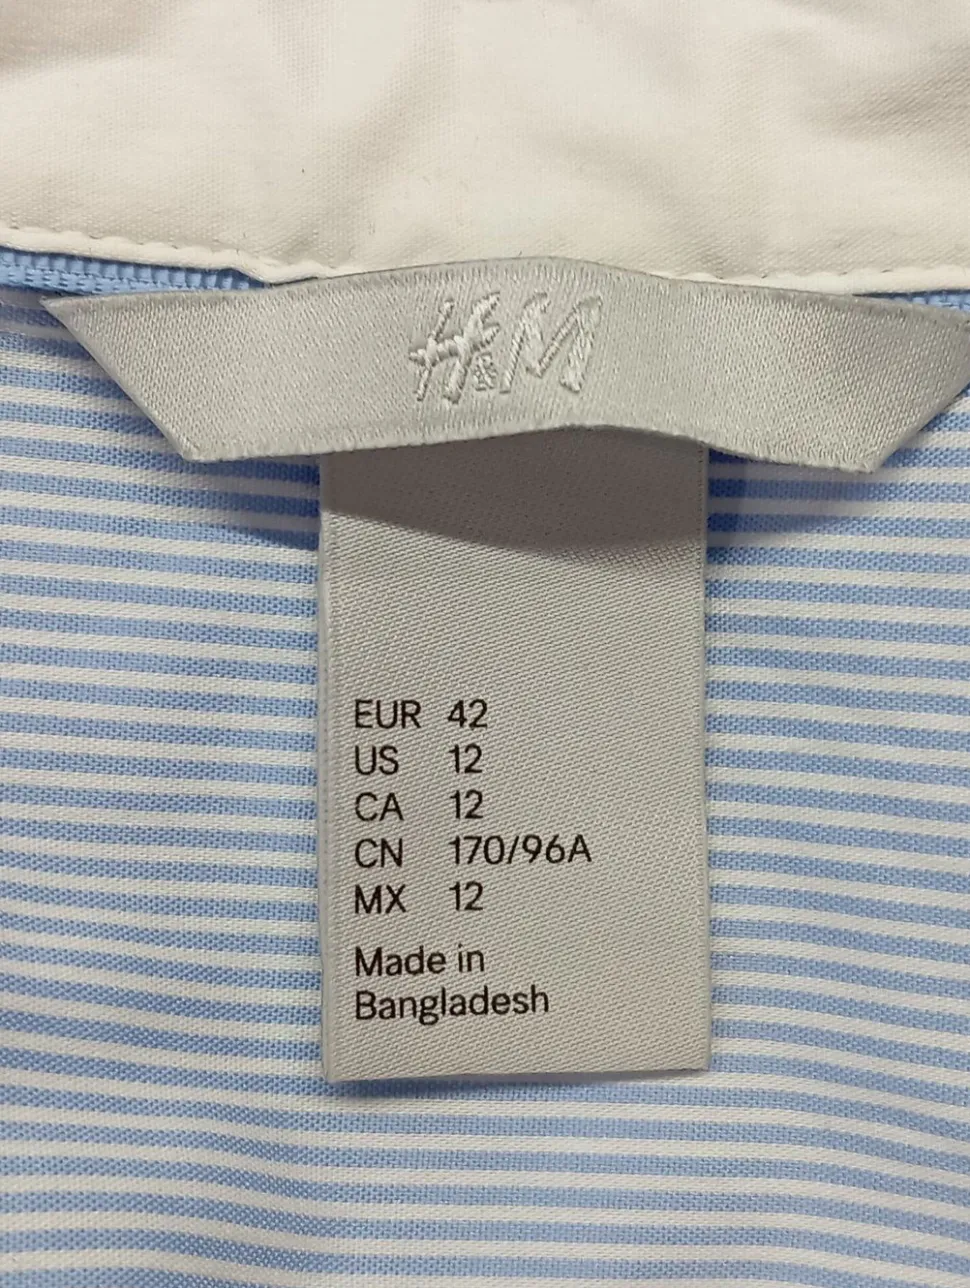 H&M
EUR 42
US 12
CA 12
CN 170/96A
MX 12
Made in
Bangladesh